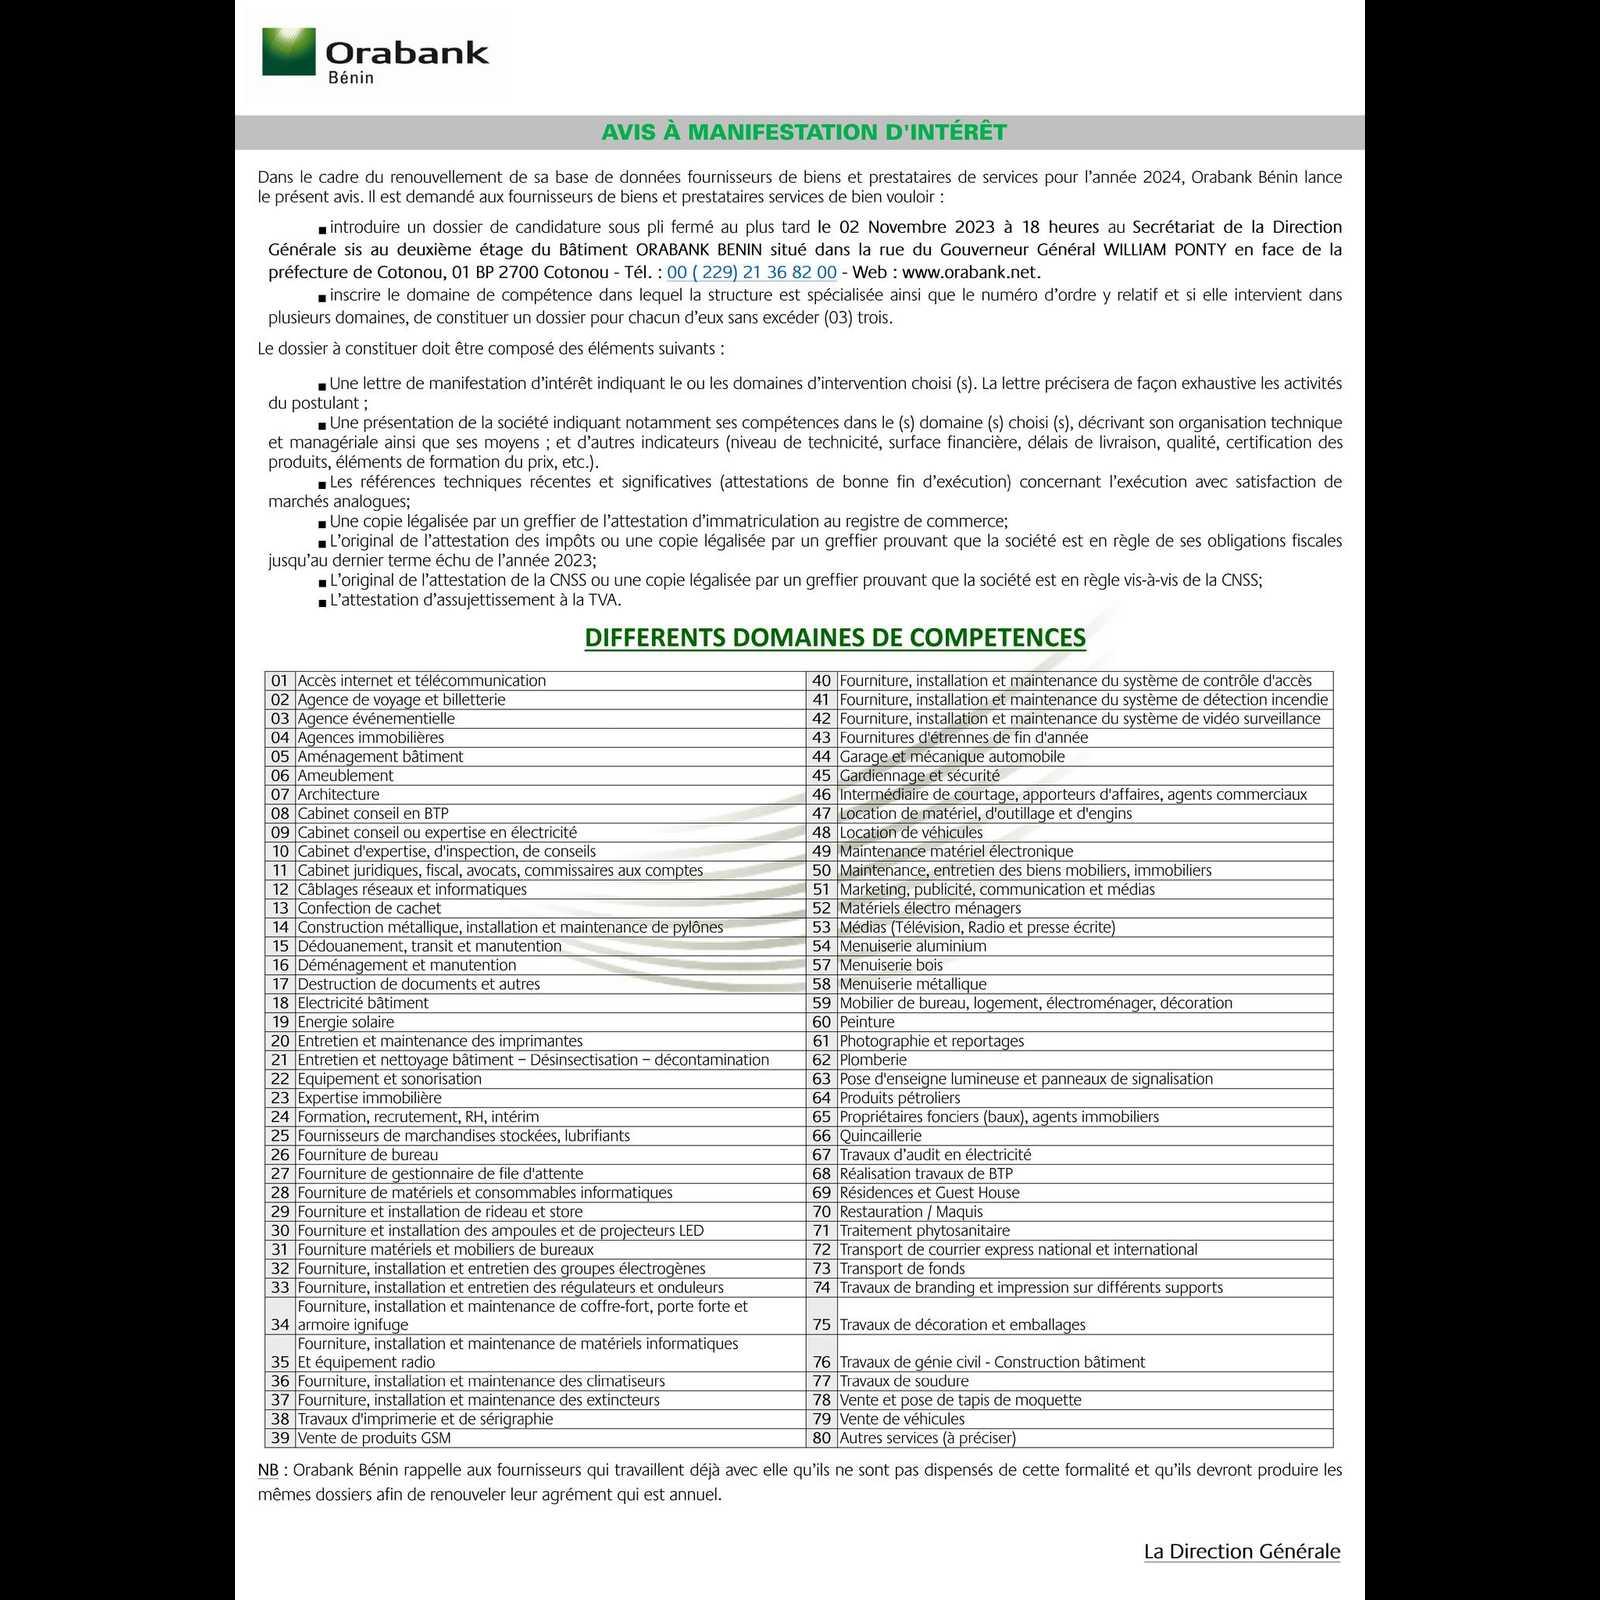 Orabank
Bénin
AVIS À MANIFESTATION D'INTÉRÊT
Dans le cadre du renouvellement de sa base de données fournisseurs de biens et prestataires de services pour l’année 2024, Orabank Bénin lance
le présent avis. Il est demandé aux fournisseurs de biens et prestataires services de bien vouloir :
■ introduire un dossier de candidature sous pli fermé au plus tard le 02 Novembre 2023 à 18 heures au Secrétariat de la Direction
Générale sis au deuxième étage du Bâtiment ORABANK BENIN situé dans la rue du Gouverneur Général WILLIAM PONTY en face de la
préfecture de Cotonou, 01 BP 2700 Cotonou - Tél. : 00 ( 229) 21 36 82 00 - Web : www.orabank.net.
■ inscrire le domaine de compétence dans lequel la structure est spécialisée ainsi que le numéro d’ordre y relatif et si elle intervient dans
plusieurs domaines, de constituer un dossier pour chacun d’eux sans excéder (03) trois.
Le dossier à constituer doit être composé des éléments suivants :
■ Une lettre de manifestation d’intérêt indiquant le ou les domaines d’intervention choisi (s). La lettre précisera de façon exhaustive les activités
du postulant ;
■ Une présentation de la société indiquant notamment ses compétences dans le (s) domaine (s) choisi (s), décrivant son organisation technique
et managériale ainsi que ses moyens ; et d’autres indicateurs (niveau de technicité, surface financière, délais de livraison, qualité, certification des
produits, éléments de formation du prix, etc.).
■ Les références techniques récentes et significatives (attestations de bonne fin d’exécution) concernant l’exécution avec satisfaction de
marchés analogues;
■ Une copie légalisée par un greffier de l’attestation d’immatriculation au registre de commerce;
■ L’original de l’attestation des impôts ou une copie légalisée par un greffier prouvant que la société est en règle de ses obligations fiscales
jusqu’au dernier terme échu de l’année 2023;
■ L’original de l’attestation de la CNSS ou une copie légalisée par un greffier prouvant que la société est en règle vis-à-vis de la CNSS;
■ L’attestation d’assujettissement à la TVA.
DIFFERENTS DOMAINES DE COMPETENCES
01 Accès internet et télécommunication
02 Agence de voyage et billetterie
03 Agence événementielle
04 Agences immobilières
05 Aménagement bâtiment
06 Ameublement
07 Architecture
08 Cabinet conseil en BTP
09 Cabinet conseil ou expertise en électricité
10 Cabinet d'expertise, d'inspection, de conseils
11 Cabinet juridiques, fiscal, avocats, commissaires aux comptes
12 Câblages réseaux et informatiques
13 Confection de cachet
14 Construction métallique, installation et maintenance de pylônes
15 Dédouanement, transit et manutention
16 Déménagement et manutention
17 Destruction de documents et autres
18 Electricité bâtiment
19 Energie solaire
20 Entretien et maintenance des imprimantes
21 Entretien et nettoyage bâtiment – Désinsectisation – décontamination
22 Equipement et sonorisation
23 Expertise immobilière
24 Formation, recrutement, RH, intérim
25 Fournisseurs de marchandises stockées, lubrifiants
26 Fourniture de bureau
27 Fourniture de gestionnaire de file d'attente
28 Fourniture de matériels et consommables informatiques
29 Fourniture et installation de rideau et store
30 Fourniture et installation des ampoules et de projecteurs LED
31 Fourniture matériels et mobiliers de bureaux
32 Fourniture, installation et entretien des groupes électrogènes
33 Fourniture, installation et entretien des régulateurs et onduleurs
Fourniture, installation et maintenance de coffre-fort, porte forte et
34 armoire ignifuge
Fourniture, installation et maintenance de matériels informatiques
35 Et équipement radio
36 Fourniture, installation et maintenance des climatiseurs
37 Fourniture, installation et maintenance des extincteurs
38 Travaux d'imprimerie et de sérigraphie
39 Vente de produits GSM
40 Fourniture, installation et maintenance du système de contrôle d'accès
41 Fourniture, installation et maintenance du système de détection incendie
42 Fourniture, installation et maintenance du système de vidéo surveillance
43 Fournitures d'étrennes de fin d'année
44 Garage et mécanique automobile
45 Gardiennage et sécurité
46 Intermédiaire de courtage, apporteurs d'affaires, agents commerciaux
47 Location de matériel, d'outillage et d'engins
48 Location de véhicules
49 Maintenance matériel électronique
50 Maintenance, entretien des biens mobiliers, immobiliers
51 Marketing, publicité, communication et médias
52 Matériels électro ménagers
53 Médias (Télévision, Radio et presse écrite)
54 Menuiserie aluminium
57 Menuiserie bois
58 Menuiserie métallique
59 Mobilier de bureau, logement, électroménager, décoration
60 Peinture
61 Photographie et reportages
62 Plomberie
63 Pose d'enseigne lumineuse et panneaux de signalisation
64 Produits pétroliers
65 Propriétaires fonciers (baux), agents immobiliers
66 Quincaillerie
67 Travaux d’audit en électricité
68 Réalisation travaux de BTP
69 Résidences et Guest House
70 Restauration / Maquis
71 Traitement phytosanitaire
72 Transport de courrier express national et international
73 Transport de fonds
74 Travaux de branding et impression sur différents supports
75 Travaux de décoration et emballages
76 Travaux de génie civil - Construction bâtiment
77 Travaux de soudure
78 Vente et pose de tapis de moquette
79 Vente de véhicules
80 Autres services (à préciser)
NB : Orabank Bénin rappelle aux fournisseurs qui travaillent déjà avec elle qu’ils ne sont pas dispensés de cette formalité et qu’ils devront produire les
mêmes dossiers afin de renouveler leur agrément qui est annuel.
La Direction Générale